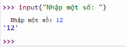 >>> input("Nhập một số: ")
Nhập một số: 12
'12'
>>>